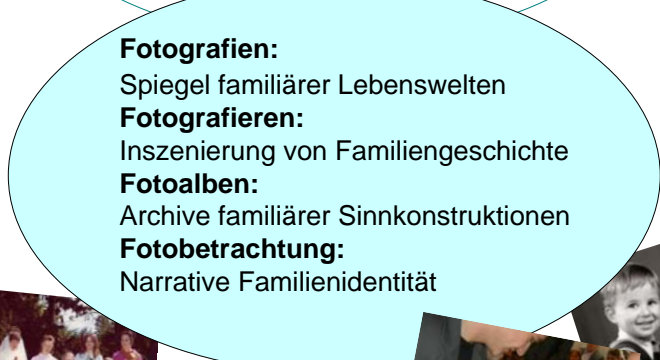 Fotografien:
Spiegel familiärer Lebenswelten
Fotografieren:
Inszenierung von Familiengeschichte
Fotoalben:
Archive familiärer Sinnkonstruktionen
Fotobetrachtung:
Narrative Familienidentität